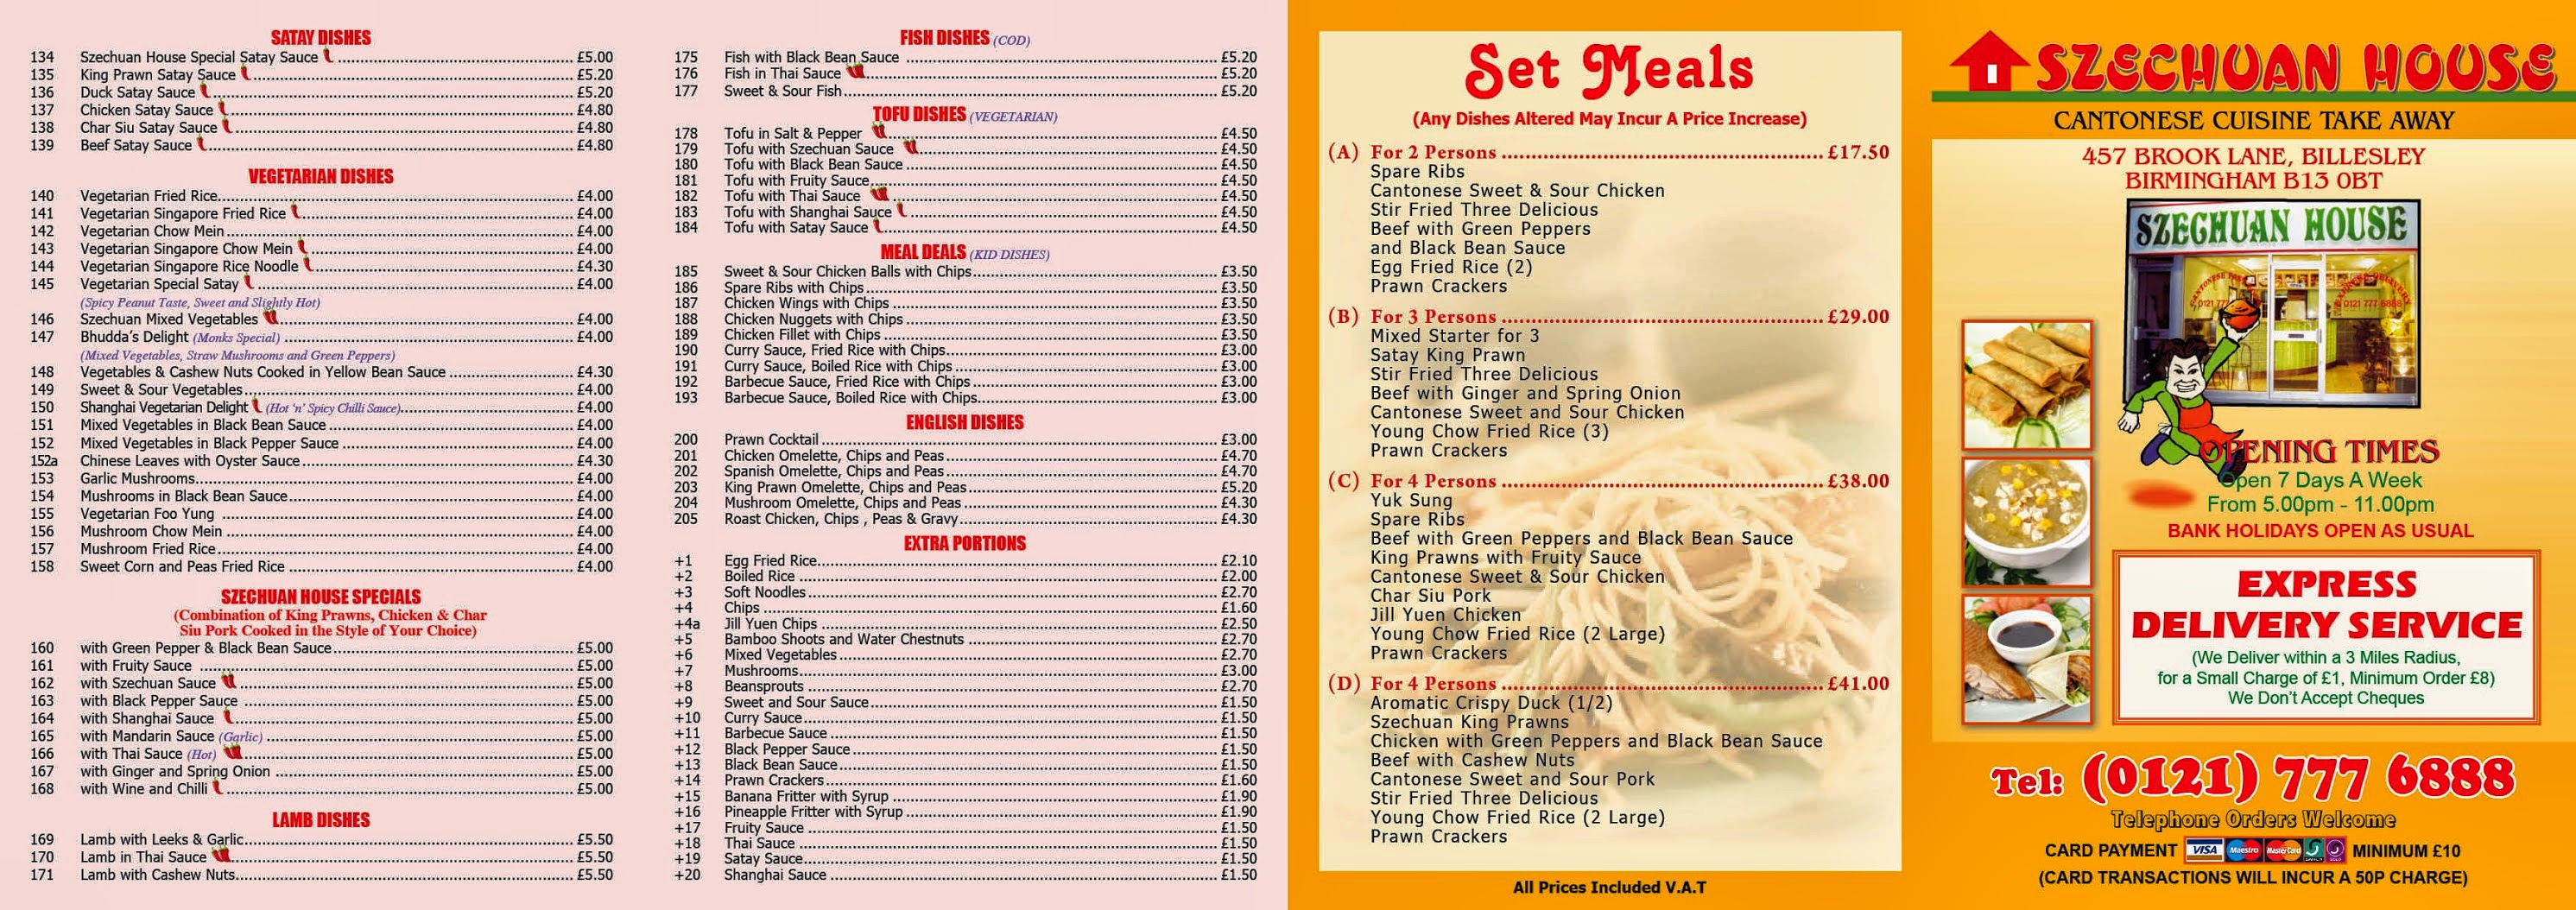 SATAY DISHES
134 Szechuan House Special Satay Sauce £5.00
135 King Prawn Satay Sauce £5.20
136 Duck Satay Sauce £5.20
137 Chicken Satay Sauce £4.80
138 Char Siu Satay Sauce £4.80
139 Beef Satay Sauce £4.80
VEGETARIAN DISHES
140 Vegetarian Fried Rice £4.00
141 Vegetarian Singapore Fried Rice £4.00
142 Vegetarian Chow Mein £4.00
143 Vegetarian Singapore Chow Mein £4.00
144 Vegetarian Singapore Rice Noodle £4.30
145 Vegetarian Special Satay £4.00
(Spicy Peanut Taste, Sweet and Slightly Hot)
146 Szechuan Mixed Vegetables £4.00
147 Bhudda's Delight (Monks Special) £4.00
(Mixed Vegetables, Straw Mushrooms and Green Peppers)
148 Vegetables & Cashew Nuts Cooked in Yellow Bean Sauce £4.30
149 Sweet & Sour Vegetables £4.00
150 Shanghai Vegetarian Delight (Hot 'n' Spicy Chilli Sauce) £4.00
151 Mixed Vegetables in Black Bean Sauce £4.00
152 Mixed Vegetables in Black Pepper Sauce £4.00
152a Chinese Leaves with Oyster Sauce £4.30
153 Garlic Mushrooms £4.00
154 Mushrooms in Black Bean Sauce £4.00
155 Vegetarian Foo Yung £4.00
156 Mushroom Chow Mein £4.00
157 Mushroom Fried Rice £4.00
158 Sweet Corn and Peas Fried Rice £4.00
SZECHUAN HOUSE SPECIALS
(Combination of King Prawns, Chicken & Char
Siu Pork Cooked in the Style of Your Choice)
160 with Green Pepper & Black Bean Sauce £5.00
161 with Fruity Sauce £5.00
162 with Szechuan Sauce £5.00
163 with Black Pepper Sauce £5.00
164 with Shanghai Sauce £5.00
165 with Mandarin Sauce (Garlic) £5.00
166 with Thai Sauce (Hot) £5.00
167 with Ginger and Spring Onion £5.00
168 with Wine and Chilli £5.00
LAMB DISHES
169 Lamb with Leeks & Garlic £5.50
170 Lamb in Thai Sauce £5.50
171 Lamb with Cashew Nuts £5.50
FISH DISHES (COD)
175 Fish with Black Bean Sauce £5.20
176 Fish in Thai Sauce £5.20
177 Sweet & Sour Fish £5.20
TOFU DISHES (VEGETARIAN)
178 Tofu in Salt & Pepper £4.50
179 Tofu with Szechuan Sauce £4.50
180 Tofu with Black Bean Sauce £4.50
181 Tofu with Fruity Sauce £4.50
182 Tofu with Thai Sauce £4.50
183 Tofu with Shanghai Sauce £4.50
184 Tofu with Satay Sauce £4.50
MEAL DEALS (KID DISHES)
185 Sweet & Sour Chicken Balls with Chips £3.50
186 Spare Ribs with Chips £3.50
187 Chicken Wings with Chips £3.50
188 Chicken Nuggets with Chips £3.50
189 Chicken Fillet with Chips £3.50
190 Curry Sauce, Fried Rice with Chips £3.00
191 Curry Sauce, Boiled Rice with Chips £3.00
192 Barbecue Sauce, Fried Rice with Chips £3.00
193 Barbecue Sauce, Boiled Rice with Chips £3.00
ENGLISH DISHES
200 Prawn Cocktail £3.00
201 Chicken Omelette, Chips and Peas £4.70
202 Spanish Omelette, Chips and Peas £4.70
203 King Prawn Omelette, Chips and Peas £5.20
204 Mushroom Omelette, Chips and Peas £4.30
205 Roast Chicken, Chips , Peas & Gravy £4.30
EXTRA PORTIONS
+1 Egg Fried Rice £2.10
+2 Boiled Rice £2.00
+3 Soft Noodles £2.70
+4 Chips £1.60
+4a Jill Yuen Chips £2.50
+5 Bamboo Shoots and Water Chestnuts £2.70
+6 Mixed Vegetables £2.70
+7 Mushrooms £3.00
+8 Beansprouts £2.70
+9 Sweet and Sour Sauce £1.50
+10 Curry Sauce £1.50
+11 Barbecue Sauce £1.50
+12 Black Pepper Sauce £1.50
+13 Black Bean Sauce £1.50
+14 Prawn Crackers £1.60
+15 Banana Fritter with Syrup £1.90
+16 Pineapple Fritter with Syrup £1.90
+17 Fruity Sauce £1.50
+18 Thai Sauce £1.50
+19 Satay Sauce £1.50
+20 Shanghai Sauce £1.50
Set Meals
(Any Dishes Altered May Incur A Price Increase)
(A) For 2 Persons £17.50
Spare Ribs
Cantonese Sweet & Sour Chicken
Stir Fried Three Delicious
Beef with Green Peppers
and Black Bean Sauce
Egg Fried Rice (2)
Prawn Crackers
(B) For 3 Persons £29.00
Mixed Starter for 3
Satay King Prawn
Stir Fried Three Delicious
Beef with Ginger and Spring Onion
Cantonese Sweet and Sour Chicken
Young Chow Fried Rice (3)
Prawn Crackers
(C) For 4 Persons £38.00
Yuk Sung
Spare Ribs
Beef with Green Peppers and Black Bean Sauce
King Prawns with Fruity Sauce
Cantonese Sweet & Sour Chicken
Char Siu Pork
Jill Yuen Chicken
Young Chow Fried Rice (2 Large)
Prawn Crackers
(D) For 4 Persons £41.00
Aromatic Crispy Duck (1/2)
Szechuan King Prawns
Chicken with Green Peppers and Black Bean Sauce
Beef with Cashew Nuts
Cantonese Sweet and Sour Pork
Stir Fried Three Delicious
Young Chow Fried Rice (2 Large)
Prawn Crackers
All Prices Included V.A.T
SZECHUAN HOUSE
CANTONESE CUISINE TAKE AWAY
457 BROOK LANE, BILLESLEY
BIRMINGHAM B13 0BT
SZECHUAN HOUSE
0121 777 6888
OPENING TIMES
Open 7 Days A Week
From 5.00pm - 11.00pm
BANK HOLIDAYS OPEN AS USUAL
EXPRESS
DELIVERY SERVICE
(We Deliver within a 3 Miles Radius,
for a Small Charge of £1, Minimum Order £8)
We Don't Accept Cheques
Tel: (0121) 777 6888
Telephone Orders Welcome
CARD PAYMENT VISA Maestro MasterCard MINIMUM £10
(CARD TRANSACTIONS WILL INCUR A 50P CHARGE)